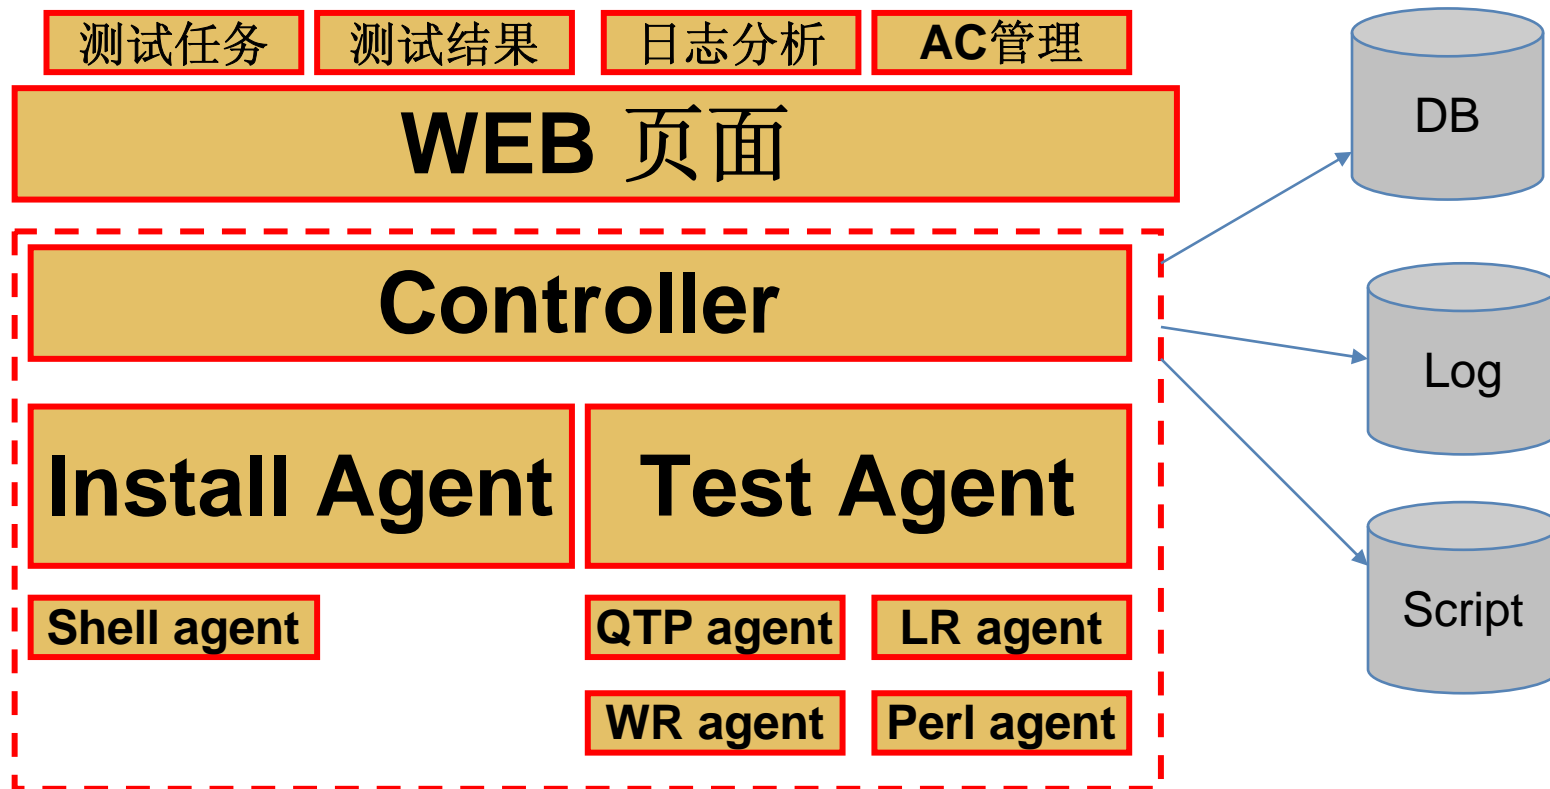 测试任务
测试结果
日志分析
AC管理
WEB 页面
DB
Controller
Log
Install Agent
Test Agent
Script
Shell agent
QTP agent
LR agent
WR agent
Perl agent